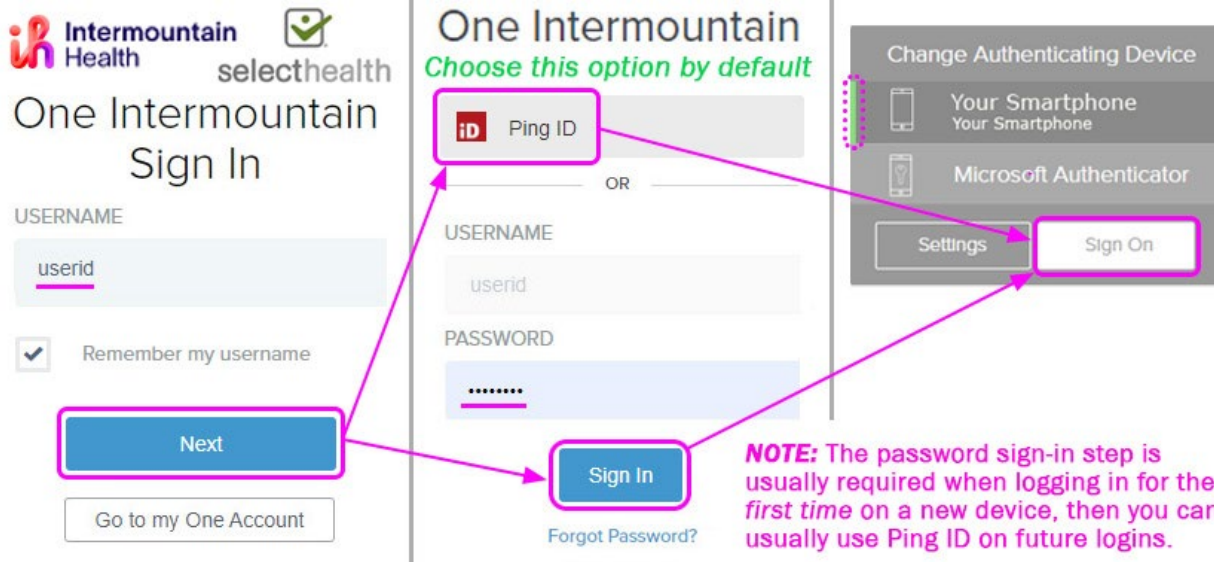 Intermountain
Health
selecthealth
One Intermountain
Sign In
USERNAME
userid
Remember my username
Next
Go to my One Account
One Intermountain
Choose this option by default
iD Ping ID
OR
USERNAME
userid
PASSWORD
••••••••
Sign In
Forgot Password?
Change Authenticating Device
Your Smartphone
Your Smartphone
Microsoft Authenticator
Settings
Sign On
NOTE: The password sign-in step is
usually required when logging in for the
first time on a new device, then you can
usually use Ping ID on future logins.